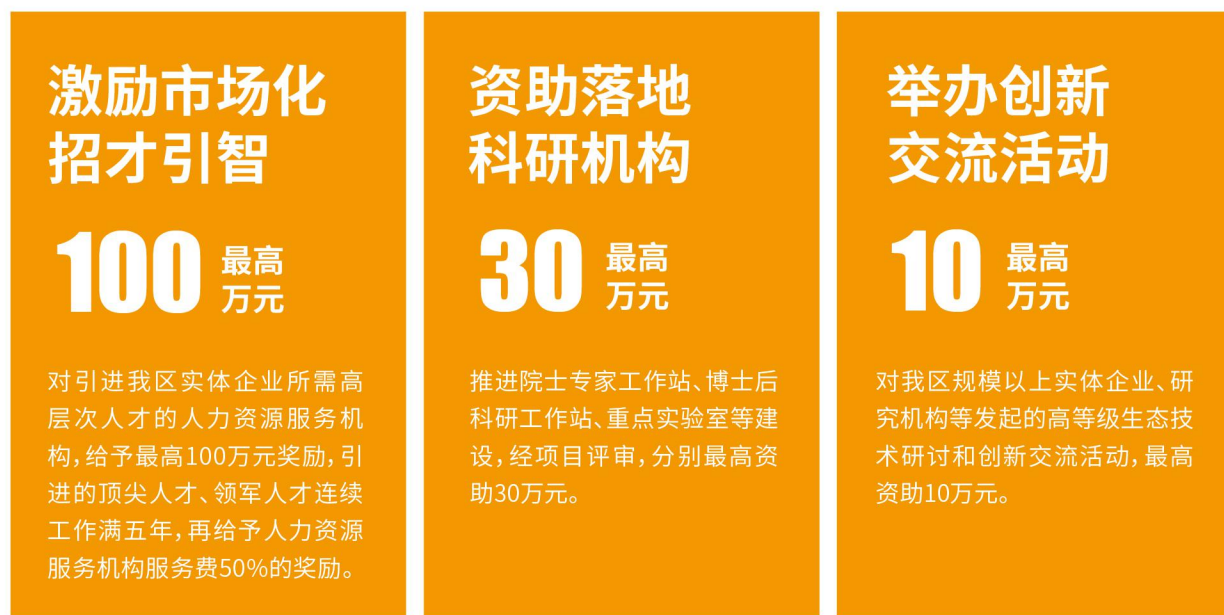 激励市场化
招才引智
100
最高
万元
对引进我区实体企业所需高
层次人才的人力资源服务机
构,给予最高100万元奖励,引
进的顶尖人才、领军人才连续
工作满五年,再给予人力资源
服务机构服务费50%的奖励。
资助落地
科研机构
30
最高
万元
推进院士专家工作站、博士后
科研工作站、重点实验室等建
设,经项目评审,分别最高资
助30万元。
举办创新
交流活动
10
最高
万元
对我区规模以上实体企业、研
究机构等发起的高等级生态技
术研讨和创新交流活动,最高
资助10万元。